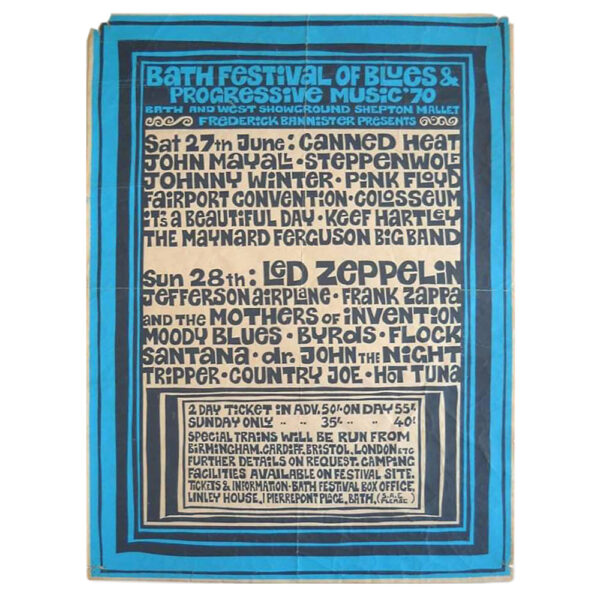 BATH FESTIVAL OF BLUES &
PROGRESSIVE MUSIC '70
BATH AND WEST SHOWGROUND SHEPTON MALLET
FREDERICK BANNISTER PRESENTS
Sat 27th June: CANNED HEAT
JOHN MAYALL • STEPPENWOLF
JOHNNY WINTER • PINK FLOYD
FAIRPORT CONVENTION • COLOSSEUM
IT'S A BEAUTIFUL DAY • KEEF HARTLEY
THE MAYNARD FERGUSON BIG BAND
Sun 28th: LED ZEPPELIN
JEFFERSON AIRPLANE • FRANK ZAPPA
AND THE MOTHERS OF INVENTION
MOODY BLUES • BYRDS • FLOCK
SANTANA • dr. JOHN THE NIGHT
TRIPPER • COUNTRY JOE • HOT TUNA
2 DAY TICKET IN ADV. 50/- ON DAY 55/-
SUNDAY ONLY " " 35/- " " 40/-
SPECIAL TRAINS WILL BE RUN FROM
BIRMINGHAM, CARDIFF, BRISTOL, LONDON ETC
FURTHER DETAILS ON REQUEST. CAMPING
FACILITIES AVAILABLE ON FESTIVAL SITE.
TICKETS & INFORMATION - BATH FESTIVAL BOX OFFICE
LINLEY HOUSE, 1 PIERREPONT PLACE, BATH, (S.A.E. PLEASE)